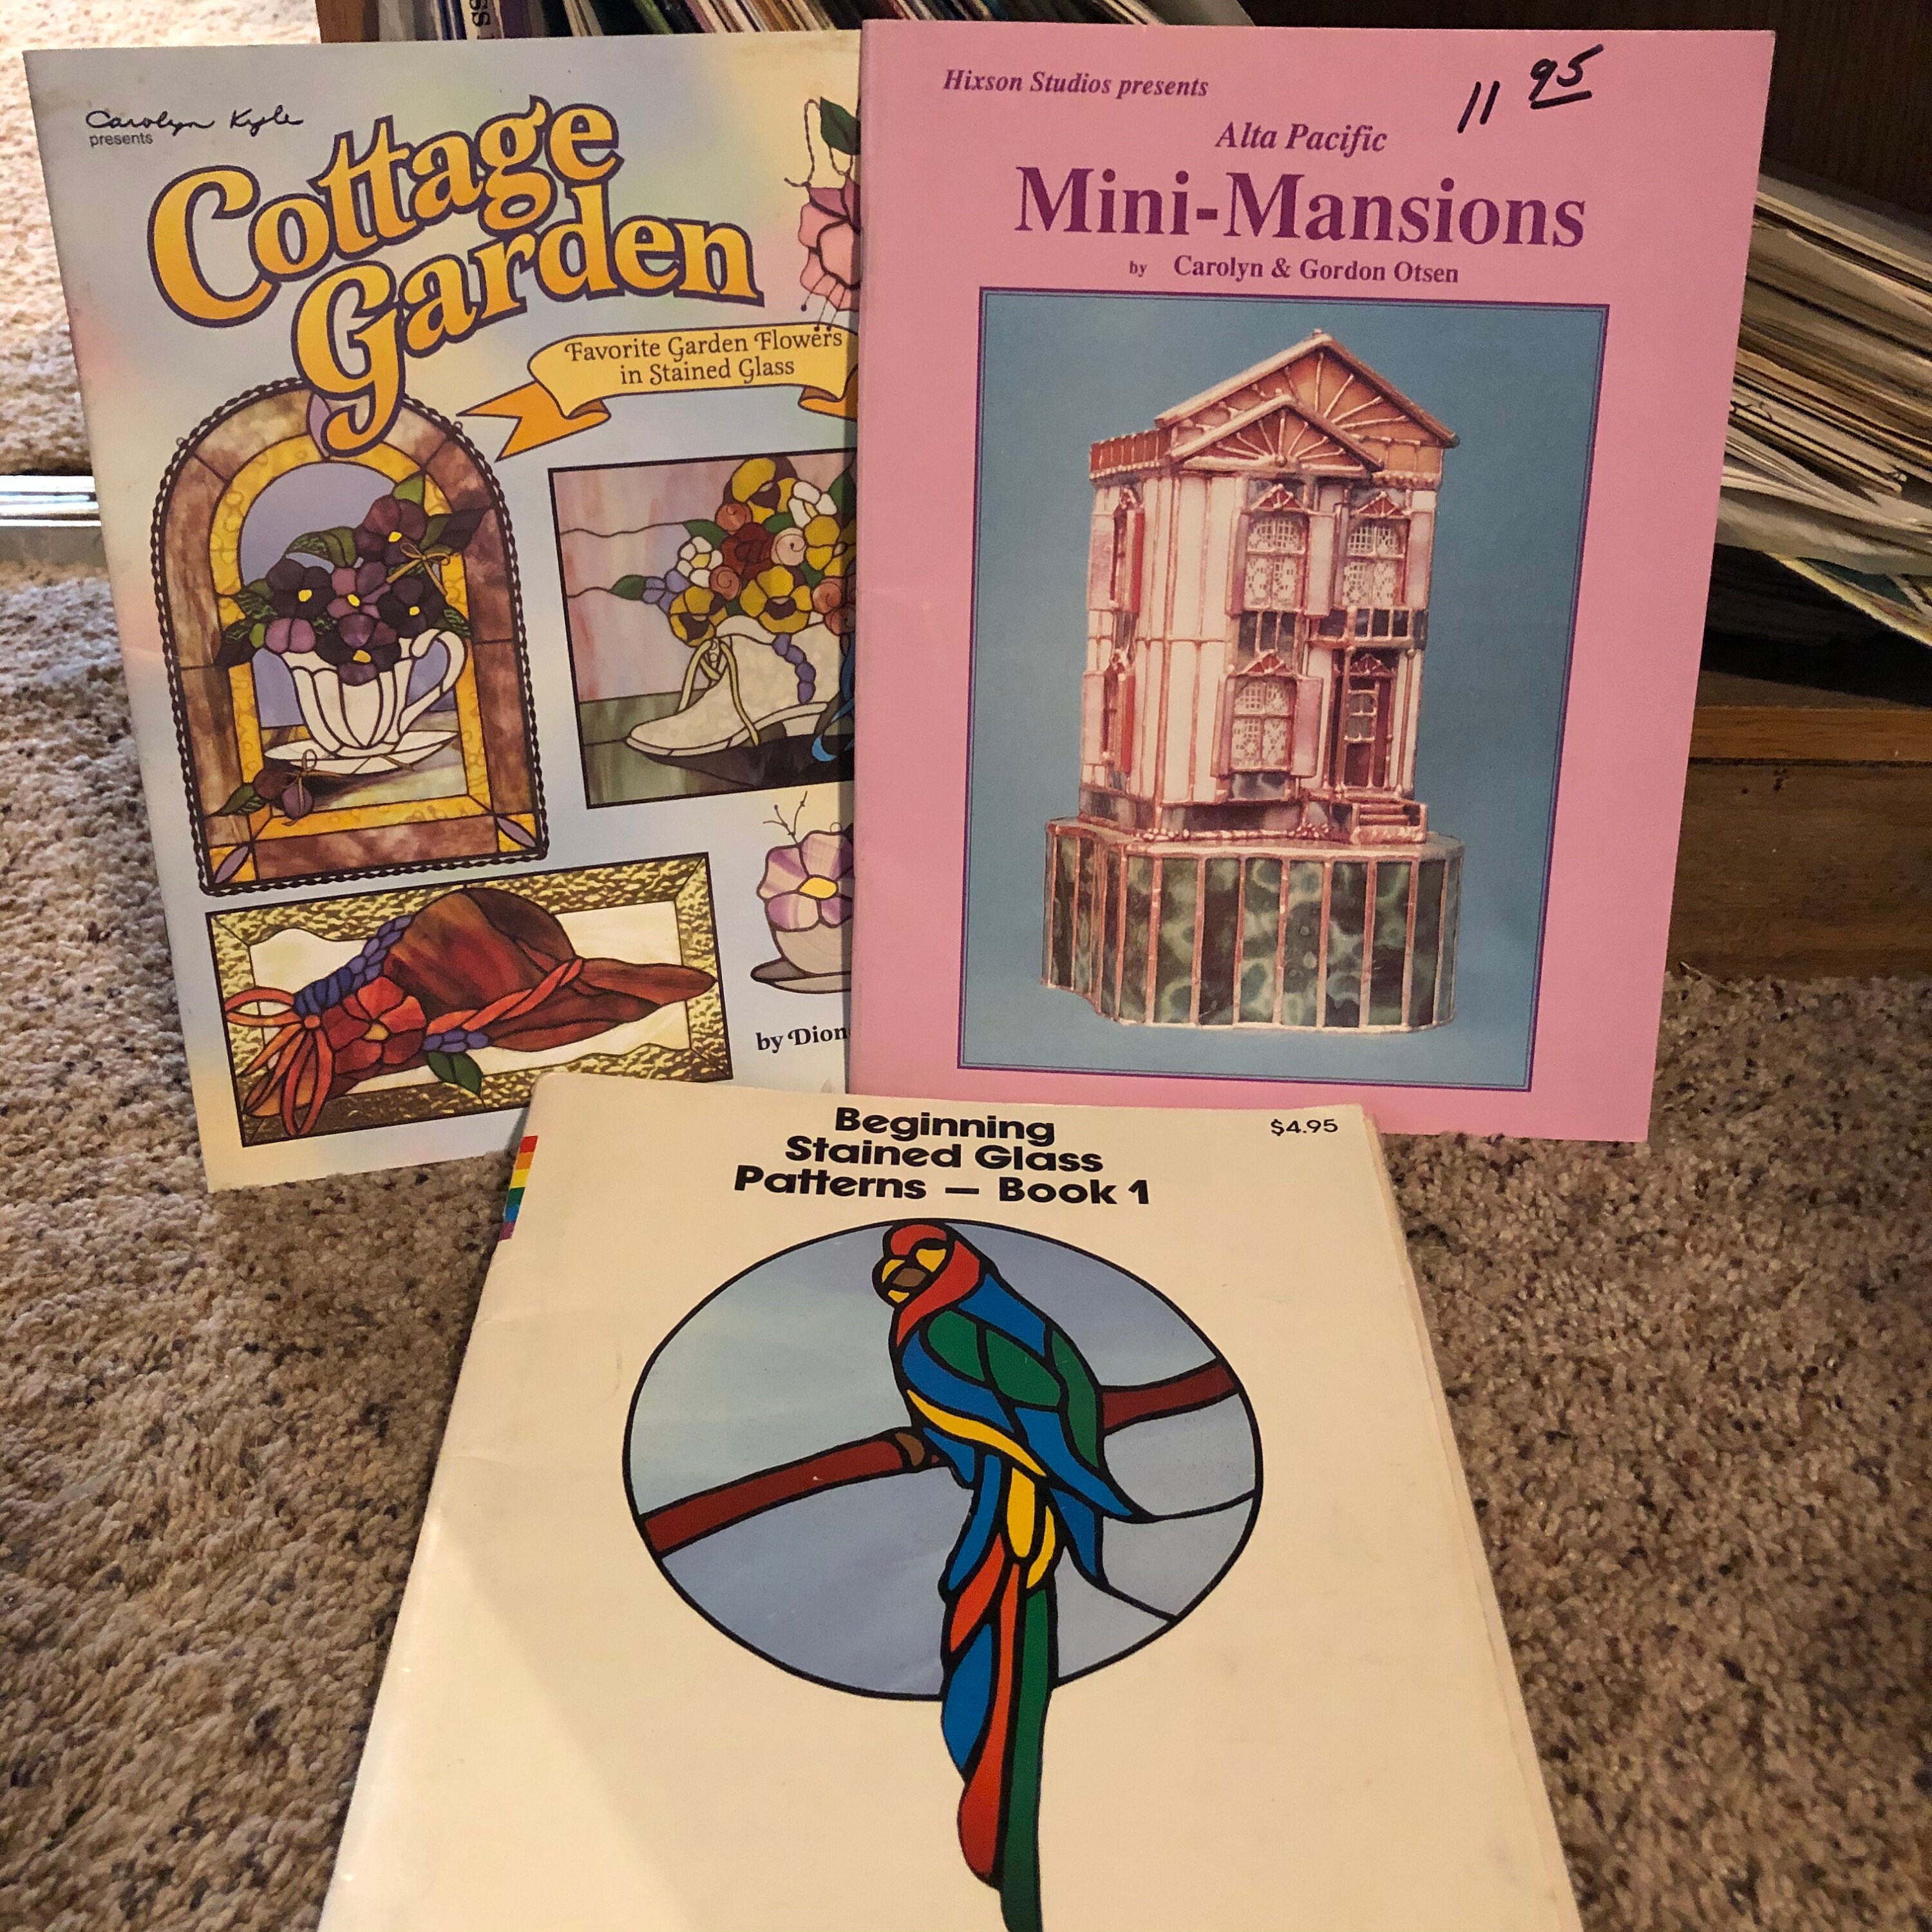 Carolyn Kyle
presents
Cottage
Garden
Favorite Garden Flowers
in Stained Glass
by
Hixson Studios presents
11 95
Alta Pacific
Mini-Mansions
by Carolyn & Gordon Otsen
Beginning
Stained Glass
Patterns — Book 1
$4.95